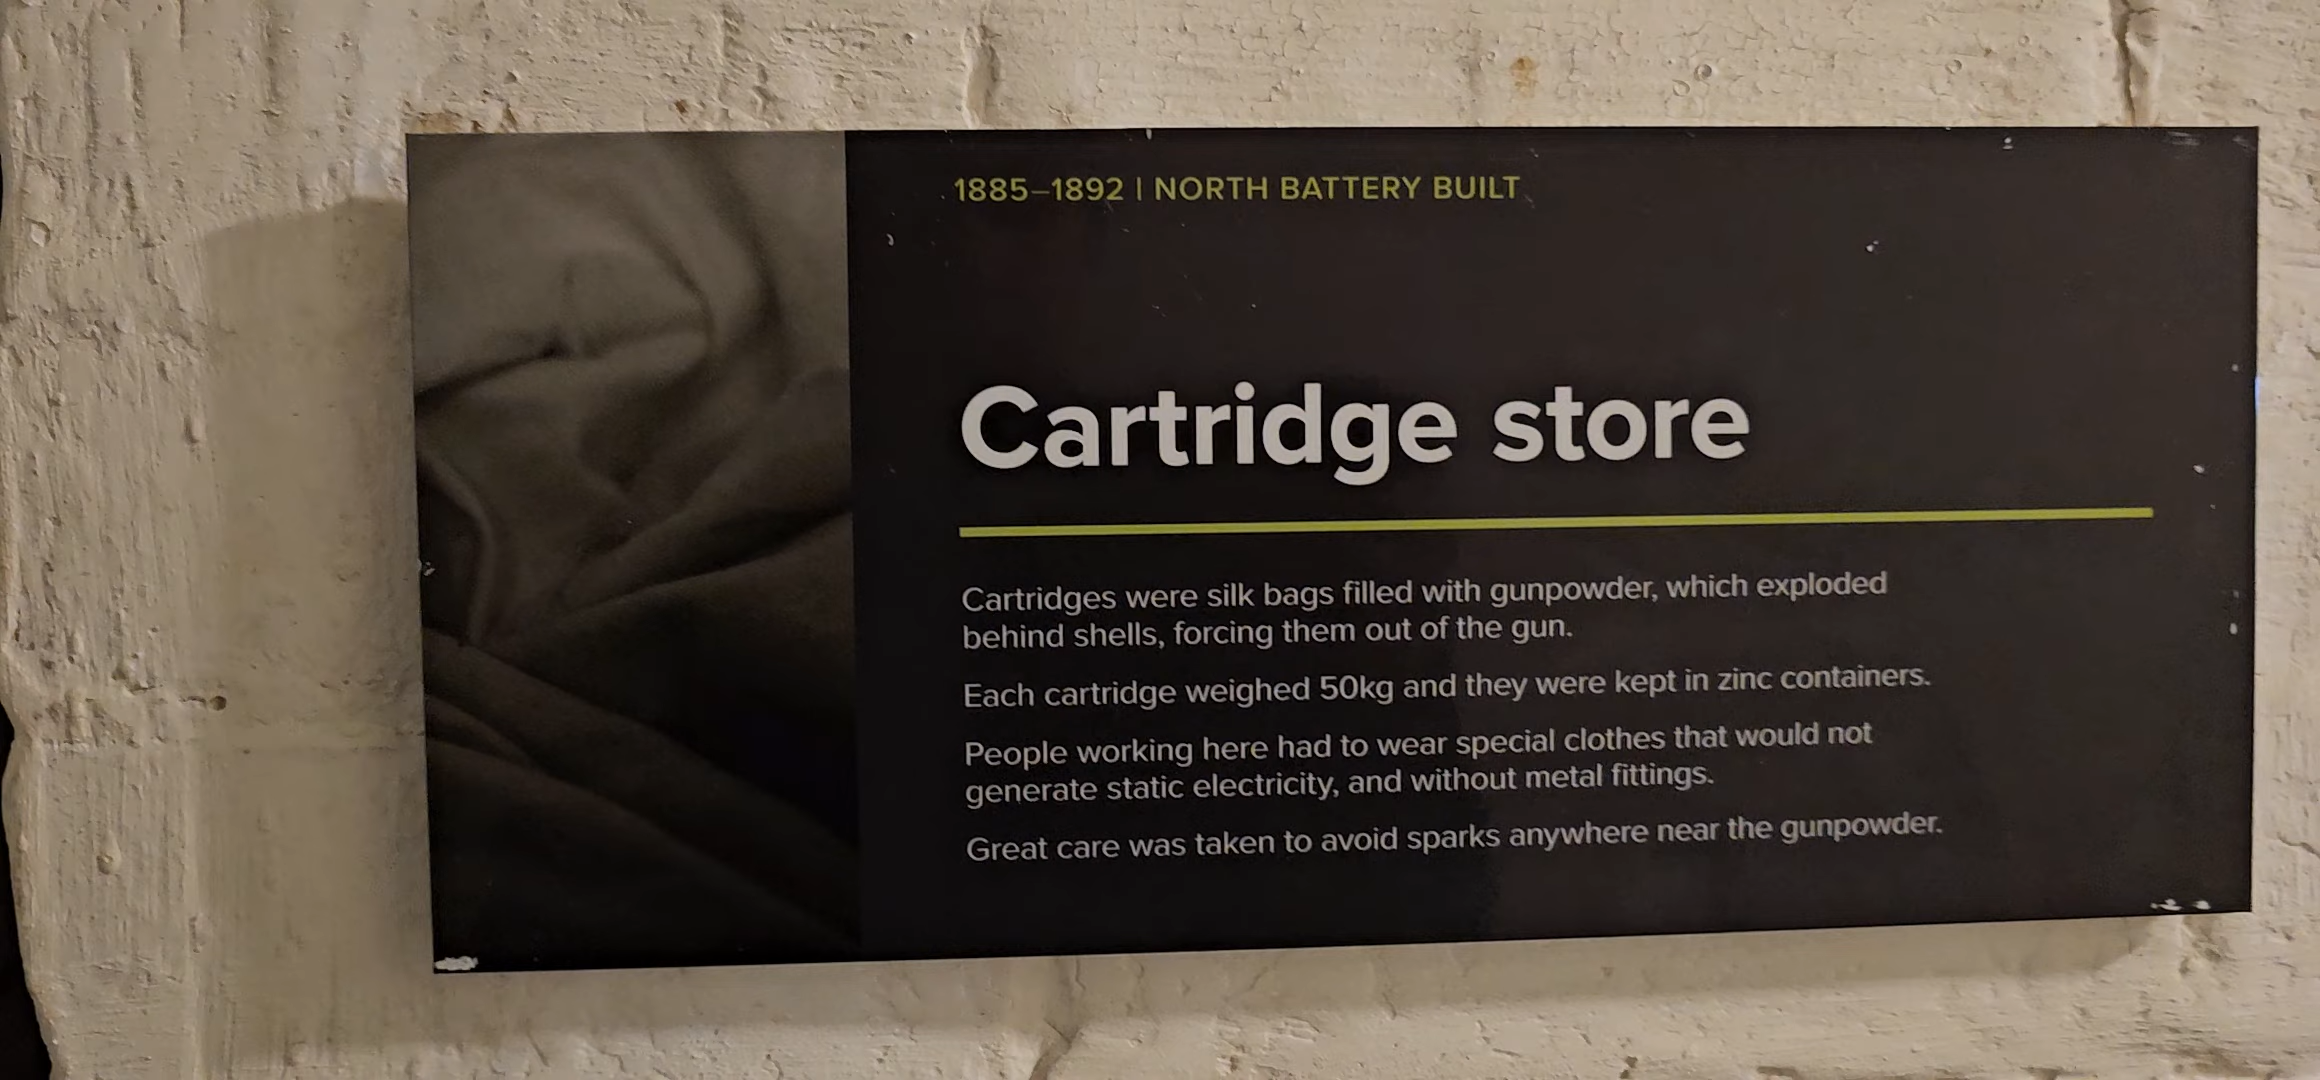 1885–1892 | NORTH BATTERY BUILT
Cartridge store
Cartridges were silk bags filled with gunpowder, which exploded
behind shells, forcing them out of the gun.
Each cartridge weighed 50kg and they were kept in zinc containers.
People working here had to wear special clothes that would not
generate static electricity, and without metal fittings.
Great care was taken to avoid sparks anywhere near the gunpowder.